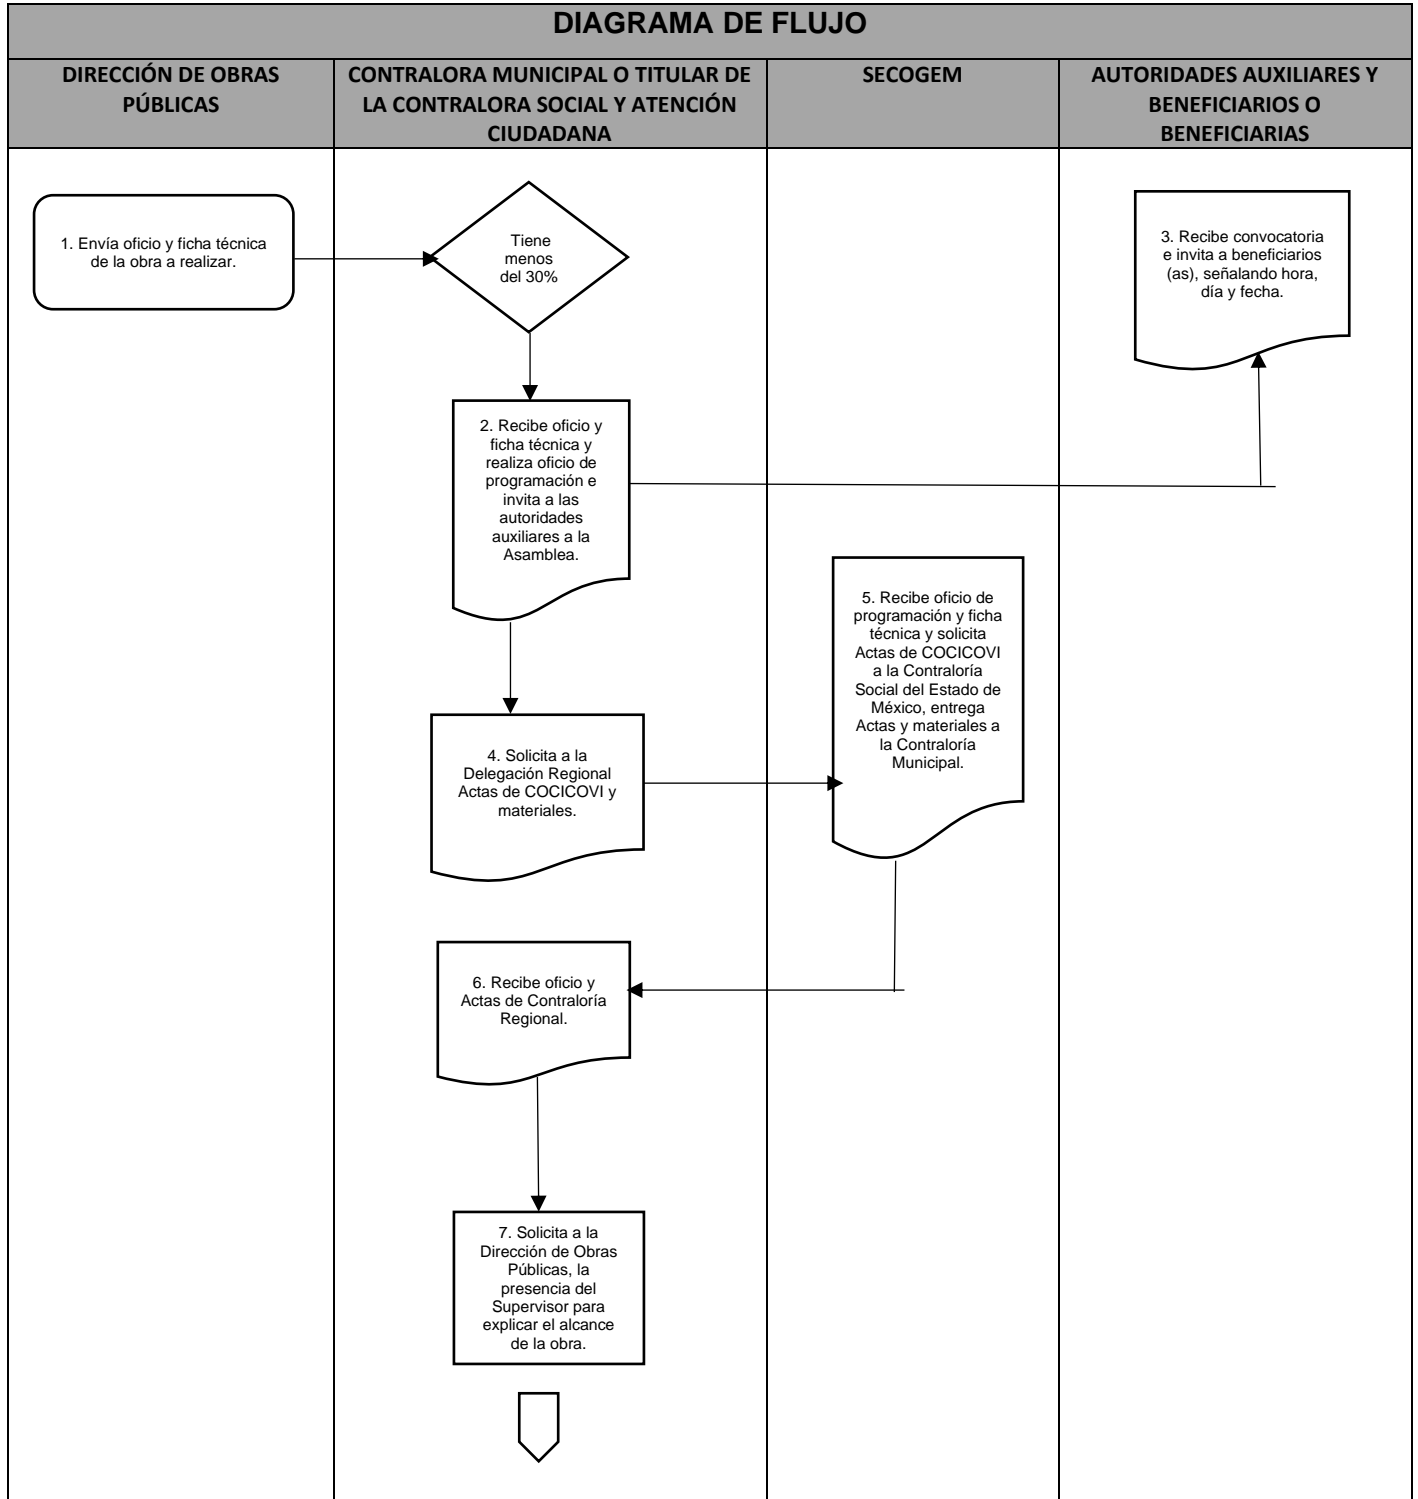 DIAGRAMA DE FLUJO
DIRECCIÓN DE OBRAS
PÚBLICAS
CONTRALORA MUNICIPAL O TITULAR DE
LA CONTRALORA SOCIAL Y ATENCIÓN
CIUDADANA
SECOGEM
AUTORIDADES AUXILIARES Y
BENEFICIARIOS O
BENEFICIARIAS
1. Envía oficio y ficha técnica
de la obra a realizar.
Tiene
menos
del 30%
3. Recibe convocatoria
e invita a beneficiarios
(as), señalando hora,
día y fecha.
2. Recibe oficio y
ficha técnica y
realiza oficio de
programación e
invita a las
autoridades
auxiliares a la
Asamblea.
5. Recibe oficio de
programación y ficha
técnica y solicita
Actas de COCICOVI
a la Contraloría
Social del Estado de
México, entrega
Actas y materiales a
la Contraloría
Municipal.
4. Solicita a la
Delegación Regional
Actas de COCICOVI y
materiales.
6. Recibe oficio y
Actas de Contraloría
Regional.
7. Solicita a la
Dirección de Obras
Públicas, la
presencia del
Supervisor para
explicar el alcance
de la obra.